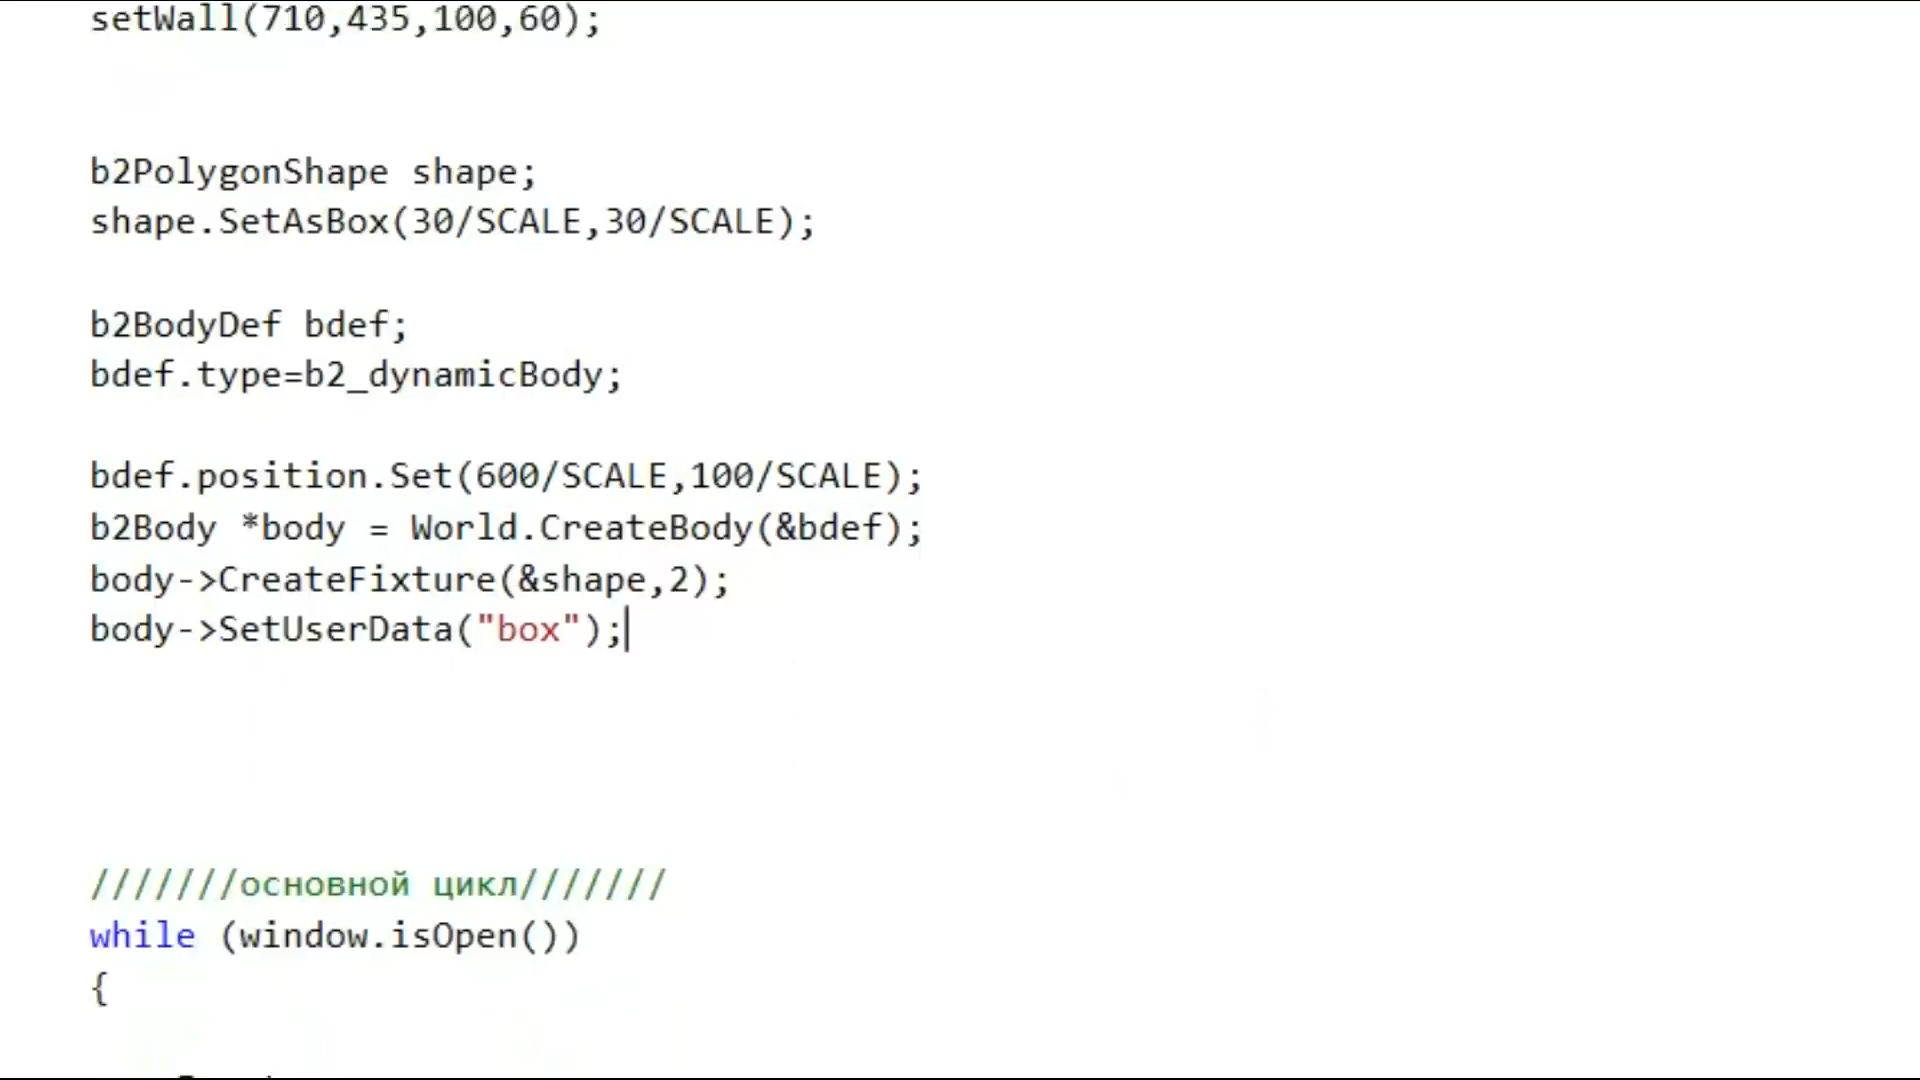 setWall(710,435,100,60);
b2PolygonShape shape;
shape.SetAsBox(30/SCALE,30/SCALE);
b2BodyDef bdef;
bdef.type=b2_dynamicBody;
bdef.position.Set(600/SCALE,100/SCALE);
b2Body *body = World.CreateBody(&bdef);
body->CreateFixture(&shape,2);
body->SetUserData("box");
///////основной цикл///////
while (window.isOpen())
{